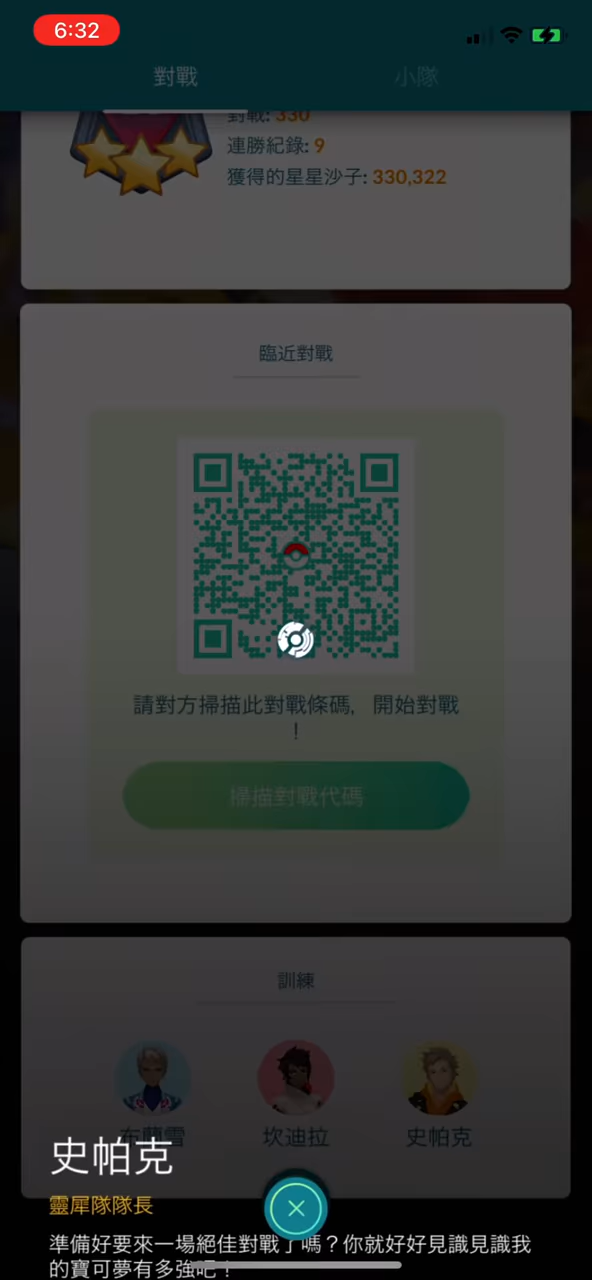 6:32
對戰
小隊
對戰: 330
連勝紀錄: 9
獲得的星星沙子: 330,322
臨近對戰
請對方掃描此對戰條碼, 開始對戰
!
掃描對戰代碼
訓練
布蘭雪
坎迪拉
史帕克
史帕克
靈犀隊隊長
準備好要來一場絕佳對戰了嗎？你就好好見識見識我
的寶可夢有多強吧！